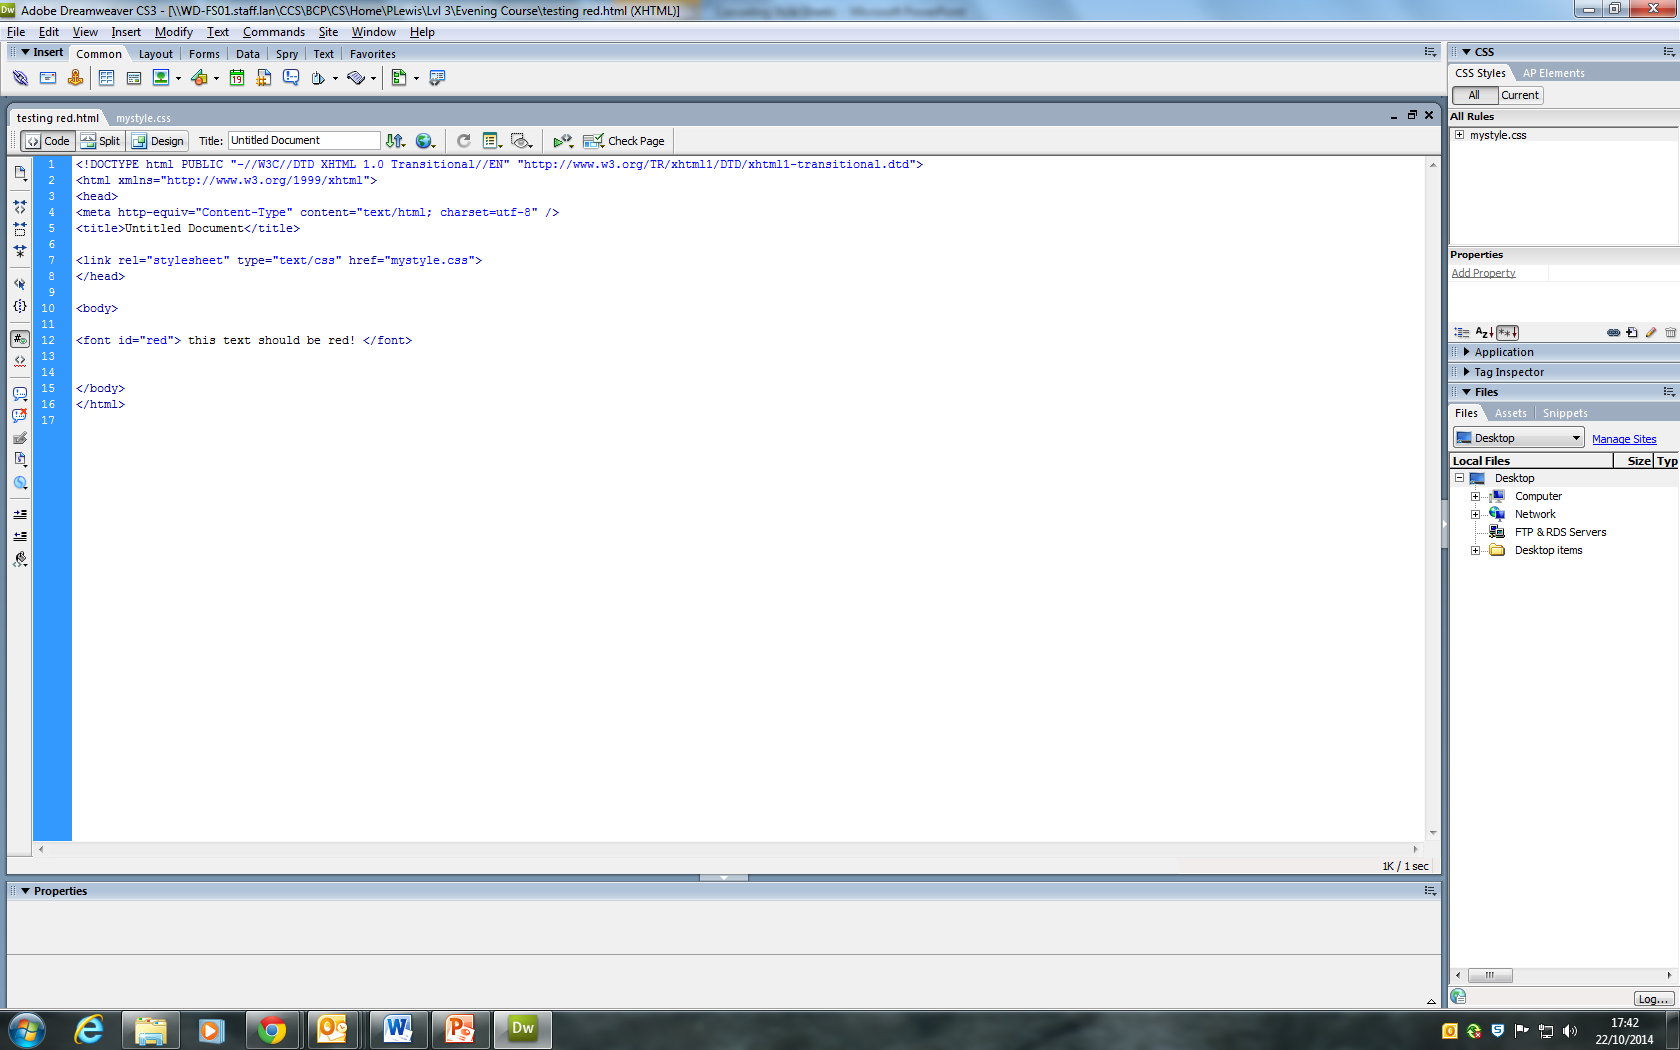 Dw Adobe Dreamweaver CS3 - [\\WD-FS01.staff.lan\CCS\BCP\CS\Home\PLewis\Lvl 3\Evening Course\testing red.html (XHTML)]
File Edit View Insert Modify Text Commands Site Window Help
Insert Common Layout Forms Data Spry Text Favorites
19
testing red.html mystyle.css
Code Split Design Title: Untitled Document Check Page
1 <!DOCTYPE html PUBLIC "-//W3C//DTD XHTML 1.0 Transitional//EN" "http://www.w3.org/TR/xhtml1/DTD/xhtml1-transitional.dtd">
2 <html xmlns="http://www.w3.org/1999/xhtml">
3 <head>
4 <meta http-equiv="Content-Type" content="text/html; charset=utf-8" />
5 <title>Untitled Document</title>
6
7 <link rel="stylesheet" type="text/css" href="mystyle.css">
8 </head>
9
10 <body>
11
12 <font id="red"> this text should be red! </font>
13
14
15 </body>
16 </html>
17
1K / 1 sec
Properties
CSS
CSS Styles AP Elements
All Current
All Rules
mystyle.css
Properties
Add Property
Application
Tag Inspector
Files
Files Assets Snippets
Desktop Manage Sites
Local Files Size Typ
Desktop
Computer
Network
FTP & RDS Servers
Desktop items
Log...
Dw
17:42
22/10/2014